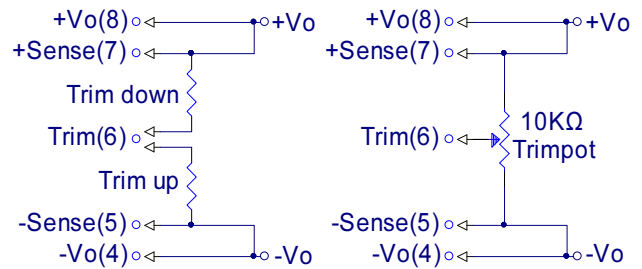 +Vo(8)
+Vo
+Sense(7)
Trim down
Trim(6)
Trim up
-Sense(5)
-Vo(4)
-Vo
+Vo(8)
+Vo
+Sense(7)
10KΩ
Trimpot
Trim(6)
-Sense(5)
-Vo(4)
-Vo